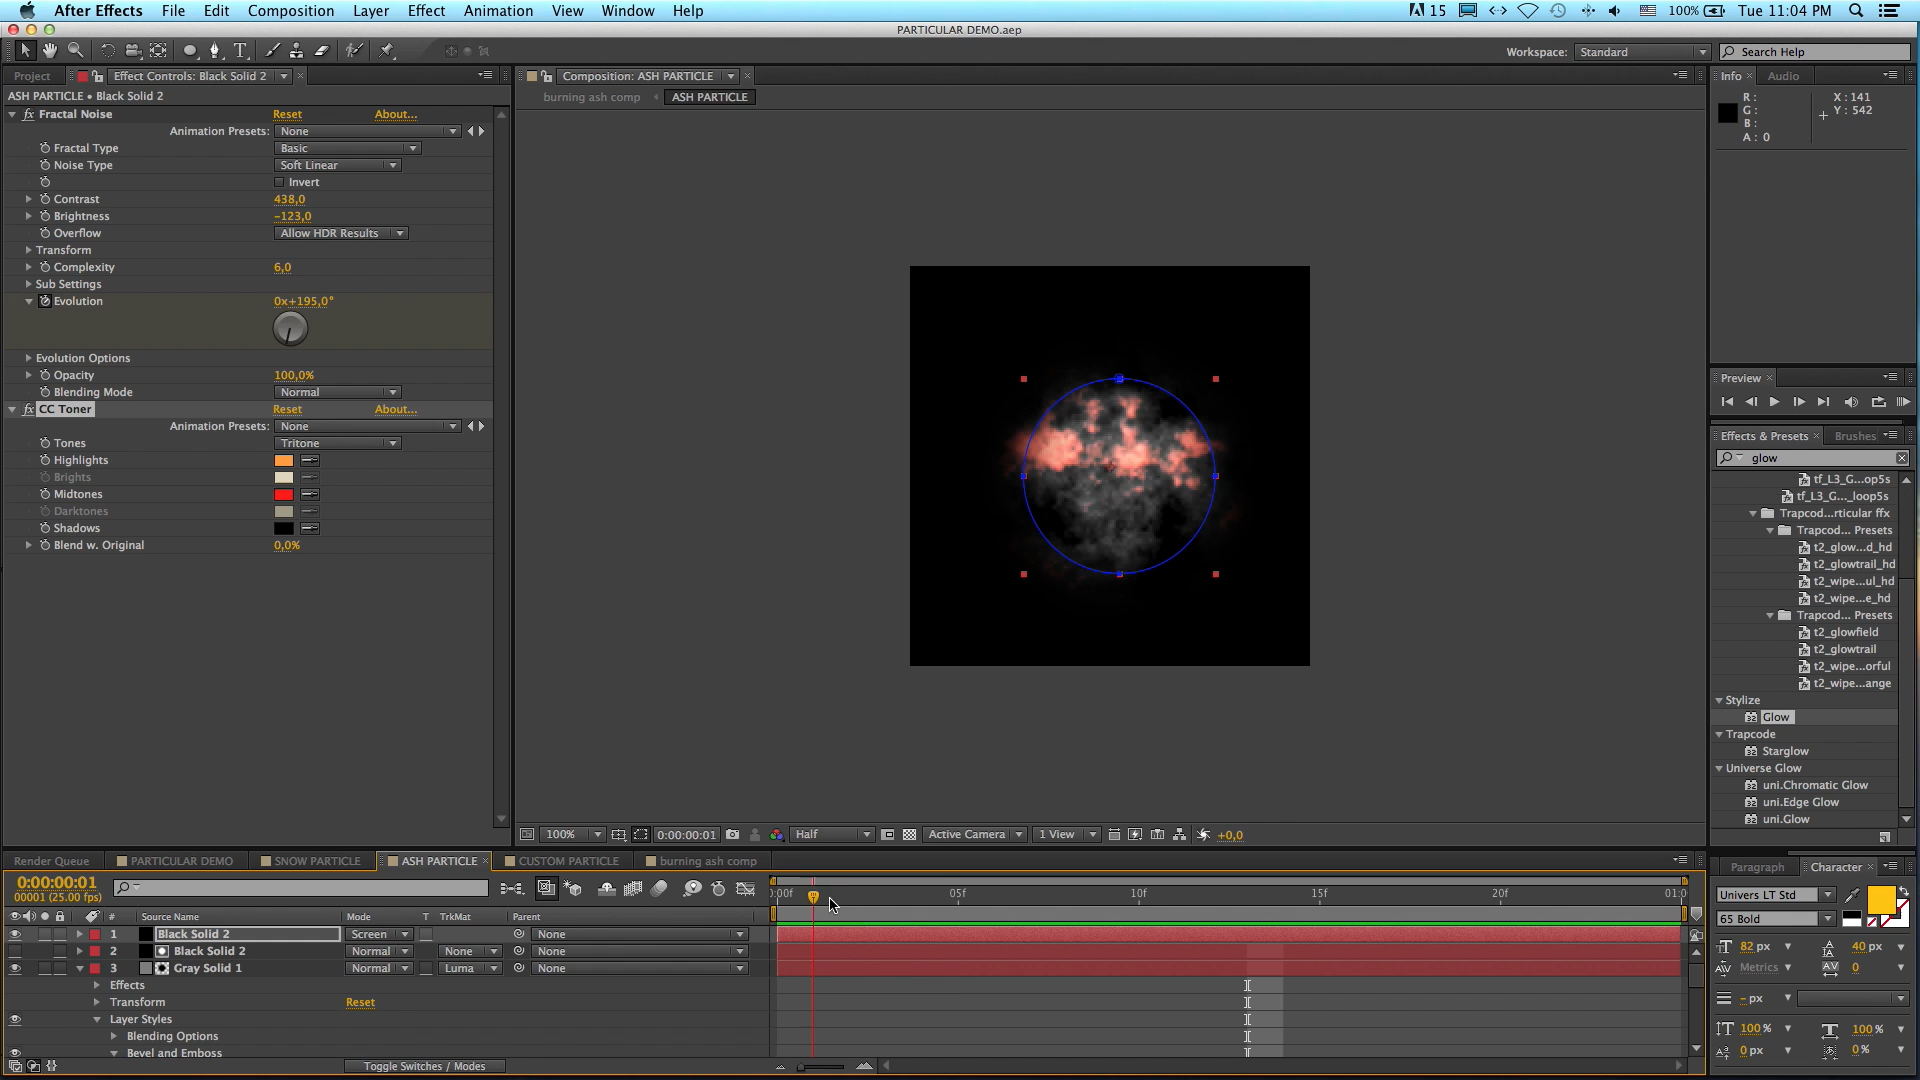 After Effects File Edit Composition Layer Effect Animation View Window Help 15 100% Tue 11:04 PM
PARTICULAR DEMO.aep
Workspace: Standard Search Help
Project Effect Controls: Black Solid 2
ASH PARTICLE • Black Solid 2
fx Fractal Noise Reset About...
Animation Presets: None
Fractal Type Basic
Noise Type Soft Linear
Invert
Contrast 438,0
Brightness -123,0
Overflow Allow HDR Results
Transform
Complexity 6,0
Sub Settings
Evolution 0x+195,0°
Evolution Options
Opacity 100,0%
Blending Mode Normal
fx CC Toner Reset About...
Animation Presets: None
Tones Tritone
Highlights
Brights
Midtones
Darktones
Shadows
Blend w. Original 0,0%
Composition: ASH PARTICLE
burning ash comp ASH PARTICLE
100% 0:00:00:01 Half Active Camera 1 View +0,0
Info Audio
R: X: 141
G: Y: 542
B:
A: 0
Preview
Effects & Presets Brushes
glow
tf_L3_G...op5s
tf_L3_G..._loop5s
Trapcod...rticular ffx
Trapcod... Presets
t2_glow...d_hd
t2_glowtrail_hd
t2_wipe...ul_hd
t2_wipe...e_hd
Trapcod... Presets
t2_glowfield
t2_glowtrail
t2_wipe...orful
t2_wipe...ange
Stylize
Glow
Trapcode
Starglow
Universe Glow
uni.Chromatic Glow
uni.Edge Glow
uni.Glow
Render Queue PARTICULAR DEMO SNOW PARTICLE ASH PARTICLE CUSTOM PARTICLE burning ash comp
0:00:00:01
00001 (25.00 fps)
:00f 05f 10f 15f 20f 01:0
# Source Name Mode T TrkMat Parent
1 Black Solid 2 Screen None
2 Black Solid 2 Normal None None
3 Gray Solid 1 Normal Luma None
Effects
Transform Reset
Layer Styles
Blending Options
Bevel and Emboss
Toggle Switches / Modes
Paragraph Character
Univers LT Std
65 Bold
82 px 40 px
Metrics 0
- px
100% 100%
0 px 0%